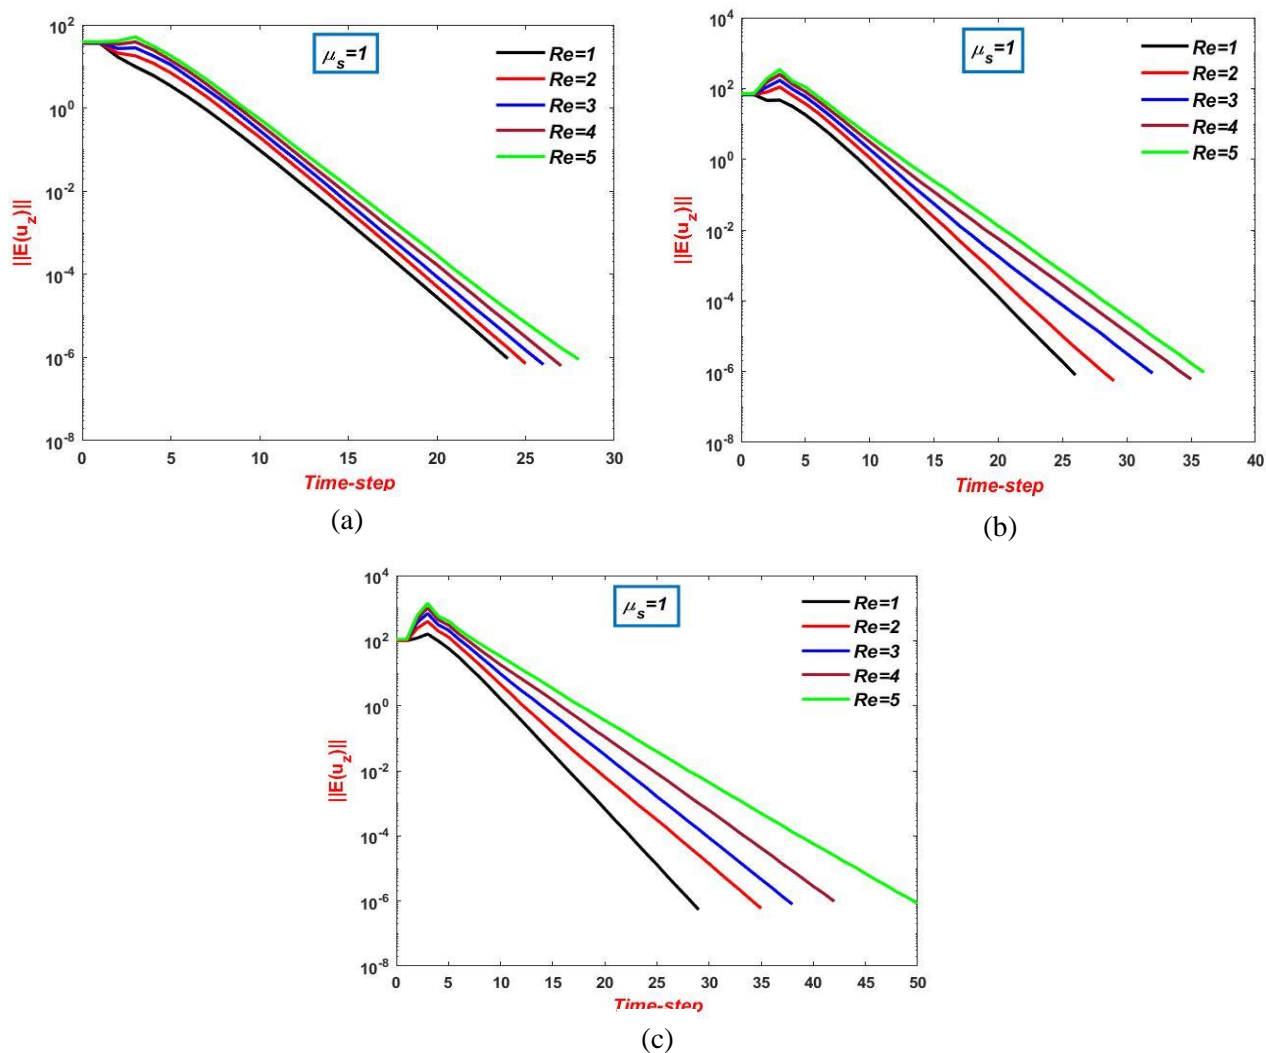 μs=1
Re=1
Re=2
Re=3
Re=4
Re=5
||E(uz)||
10^2
10^0
10^-2
10^-4
10^-6
10^-8
0 5 10 15 20 25 30
Time-step
(a)
μs=1
Re=1
Re=2
Re=3
Re=4
Re=5
||E(uz)||
10^4
10^2
10^0
10^-2
10^-4
10^-6
10^-8
0 5 10 15 20 25 30 35 40
Time-step
(b)
μs=1
Re=1
Re=2
Re=3
Re=4
Re=5
||E(uz)||
10^4
10^2
10^0
10^-2
10^-4
10^-6
10^-8
0 5 10 15 20 25 30 35 40 45 50
Time-step
(c)